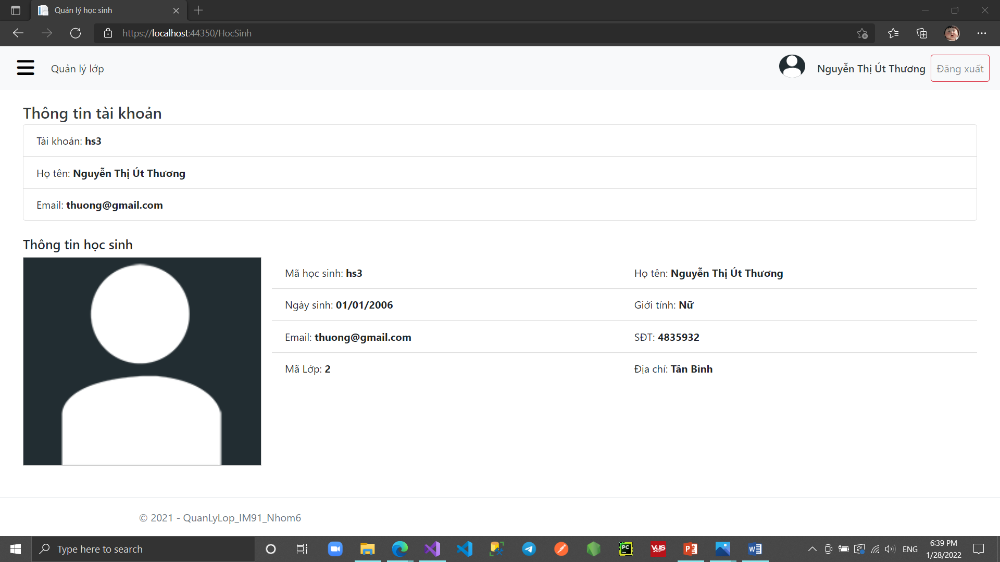 Quản lý học sinh
https://localhost:44350/HocSinh
Quản lý lớp
Nguyễn Thị Út Thương
Đăng xuất
Thông tin tài khoản
Tài khoản: hs3
Họ tên: Nguyễn Thị Út Thương
Email: thuong@gmail.com
Thông tin học sinh
Mã học sinh: hs3
Họ tên: Nguyễn Thị Út Thương
Ngày sinh: 01/01/2006
Giới tính: Nữ
Email: thuong@gmail.com
SĐT: 4835932
Mã Lớp: 2
Địa chỉ: Tân Bình
© 2021 - QuanLyLop_IM91_Nhom6
Type here to search
PC
VUS
P
W
ENG
6:39 PM
1/28/2022